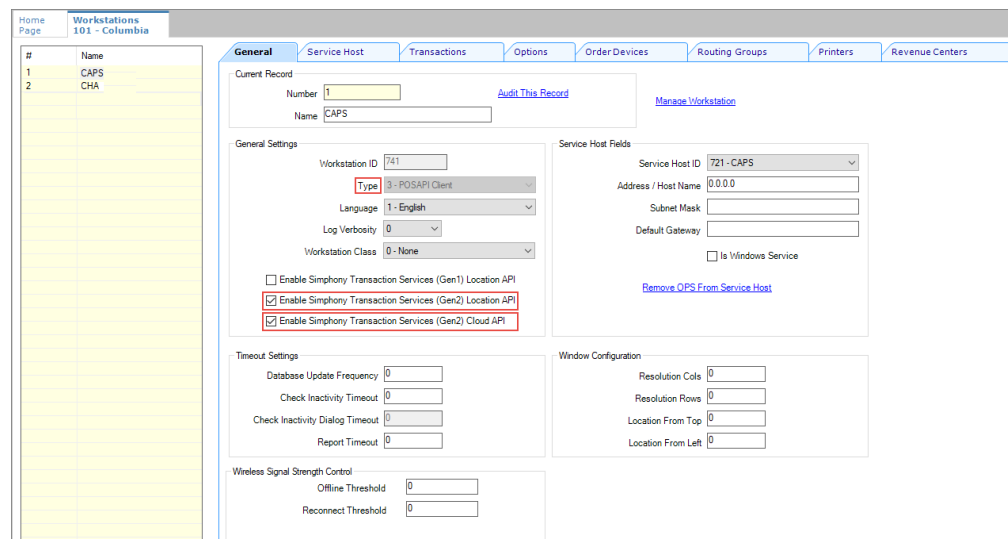 Home Page
Workstations
101 - Columbia
# Name
1 CAPS
2 CHA
General Service Host Transactions Options Order Devices Routing Groups Printers Revenue Centers
Current Record
Number 1 Audit This Record
Manage Workstation
Name CAPS
General Settings
Workstation ID 741
Type 3 - POSAPI Client
Language 1 - English
Log Verbosity 0
Workstation Class 0 - None
Enable Simphony Transaction Services (Gen1) Location API
Enable Simphony Transaction Services (Gen2) Location API
Enable Simphony Transaction Services (Gen2) Cloud API
Service Host Fields
Service Host ID 721 - CAPS
Address / Host Name 0.0.0.0
Subnet Mask
Default Gateway
Is Windows Service
Remove OPS From Service Host
Timeout Settings
Database Update Frequency 0
Check Inactivity Timeout 0
Check Inactivity Dialog Timeout 0
Report Timeout 0
Window Configuration
Resolution Cols 0
Resolution Rows 0
Location From Top 0
Location From Left 0
Wireless Signal Strength Control
Offline Threshold 0
Reconnect Threshold 0